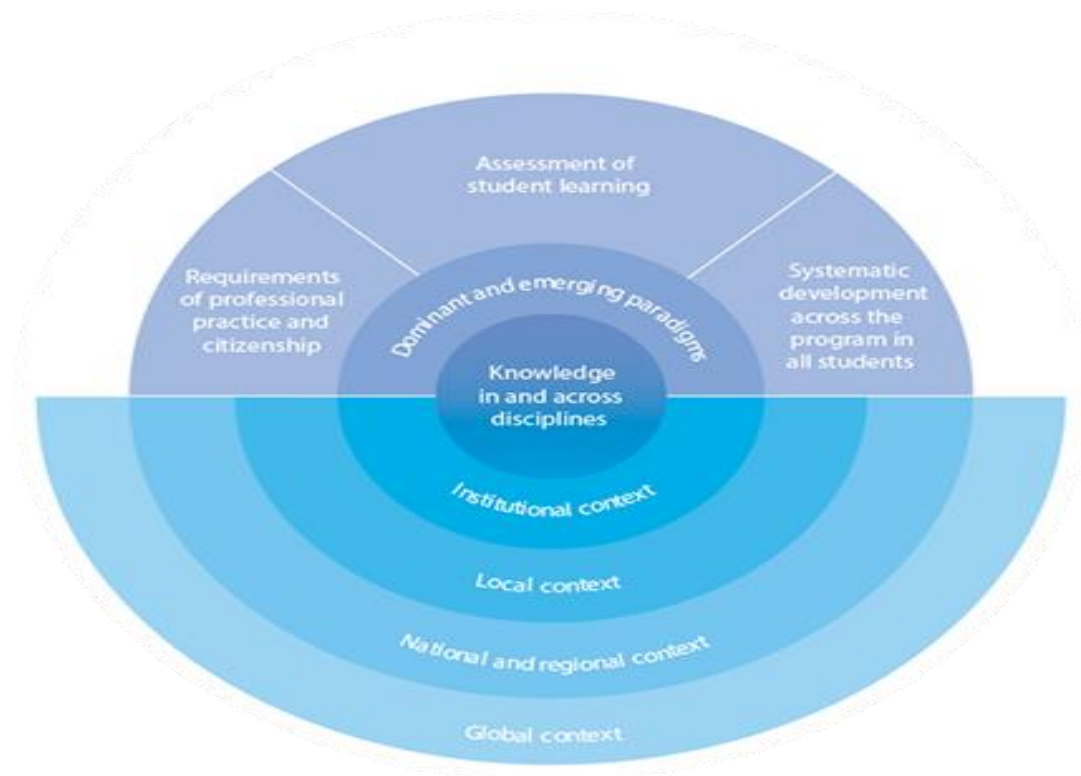 Assessment of
student learning
Requirements
of professional
practice and
citizenship
Systematic
development
across the
program in
all students
Dominant and emerging paradigms
Knowledge
in and across
disciplines
Institutional context
Local context
National and regional context
Global context